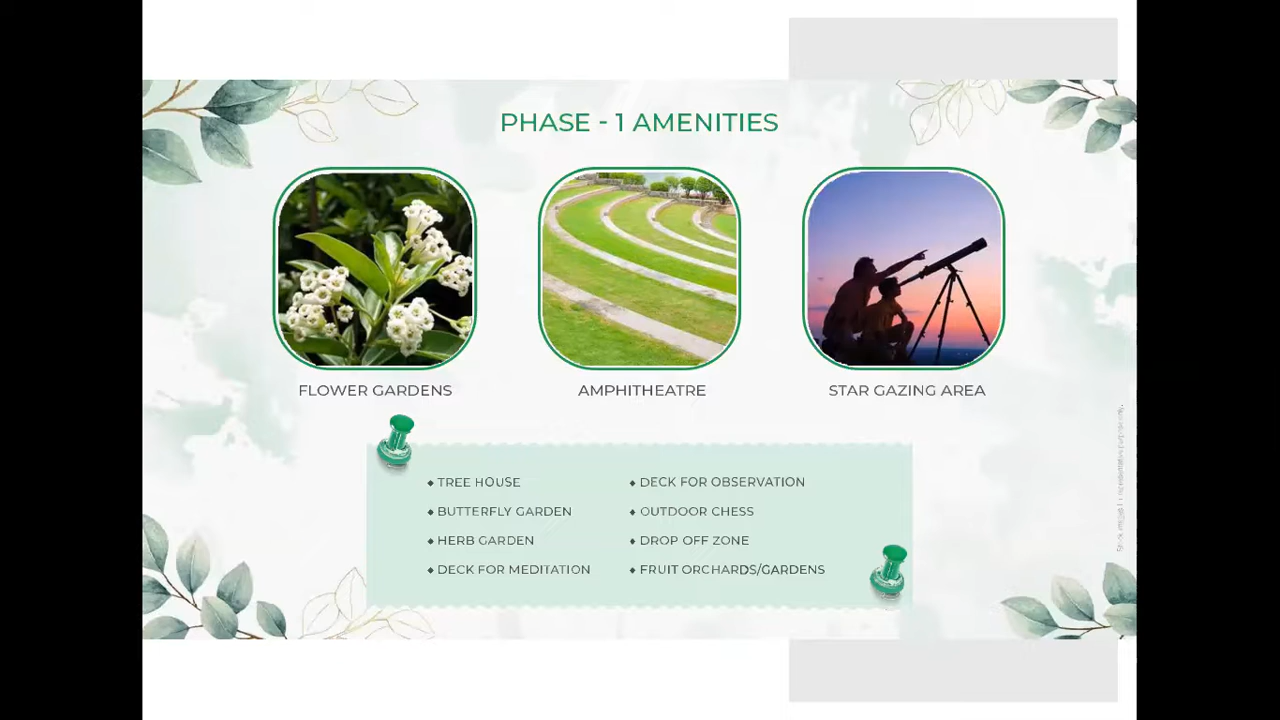 PHASE - 1 AMENITIES
FLOWER GARDENS
AMPHITHEATRE
STAR GAZING AREA
♦ TREE HOUSE
♦ BUTTERFLY GARDEN
♦ HERB GARDEN
♦ DECK FOR MEDITATION
♦ DECK FOR OBSERVATION
♦ OUTDOOR CHESS
♦ DROP OFF ZONE
♦ FRUIT ORCHARDS/GARDENS